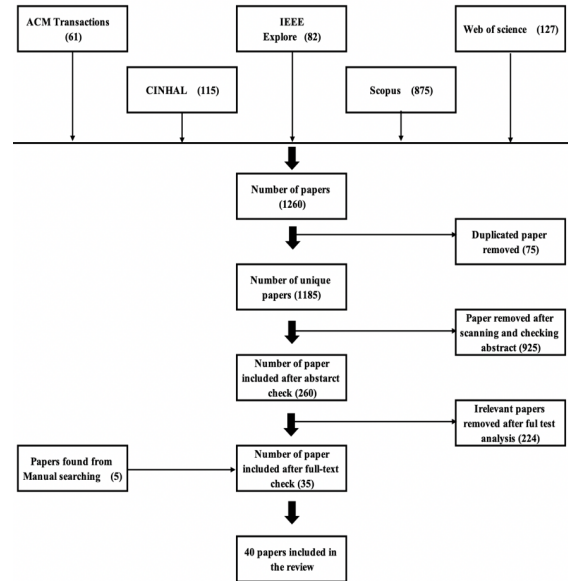 ACM Transactions
(61)
IEEE
Explore (82)
Web of science (127)
CINHAL (115)
Scopus (875)
Number of papers
(1260)
Duplicated paper
removed (75)
Number of unique
papers (1185)
Paper removed after
scanning and checking
abstract (925)
Number of paper
included after abstarct
check (260)
Irelevant papers
removed after ful test
analysis (224)
Papers found from
Manual searching (5)
Number of paper
included after full-text
check (35)
40 papers included in
the review